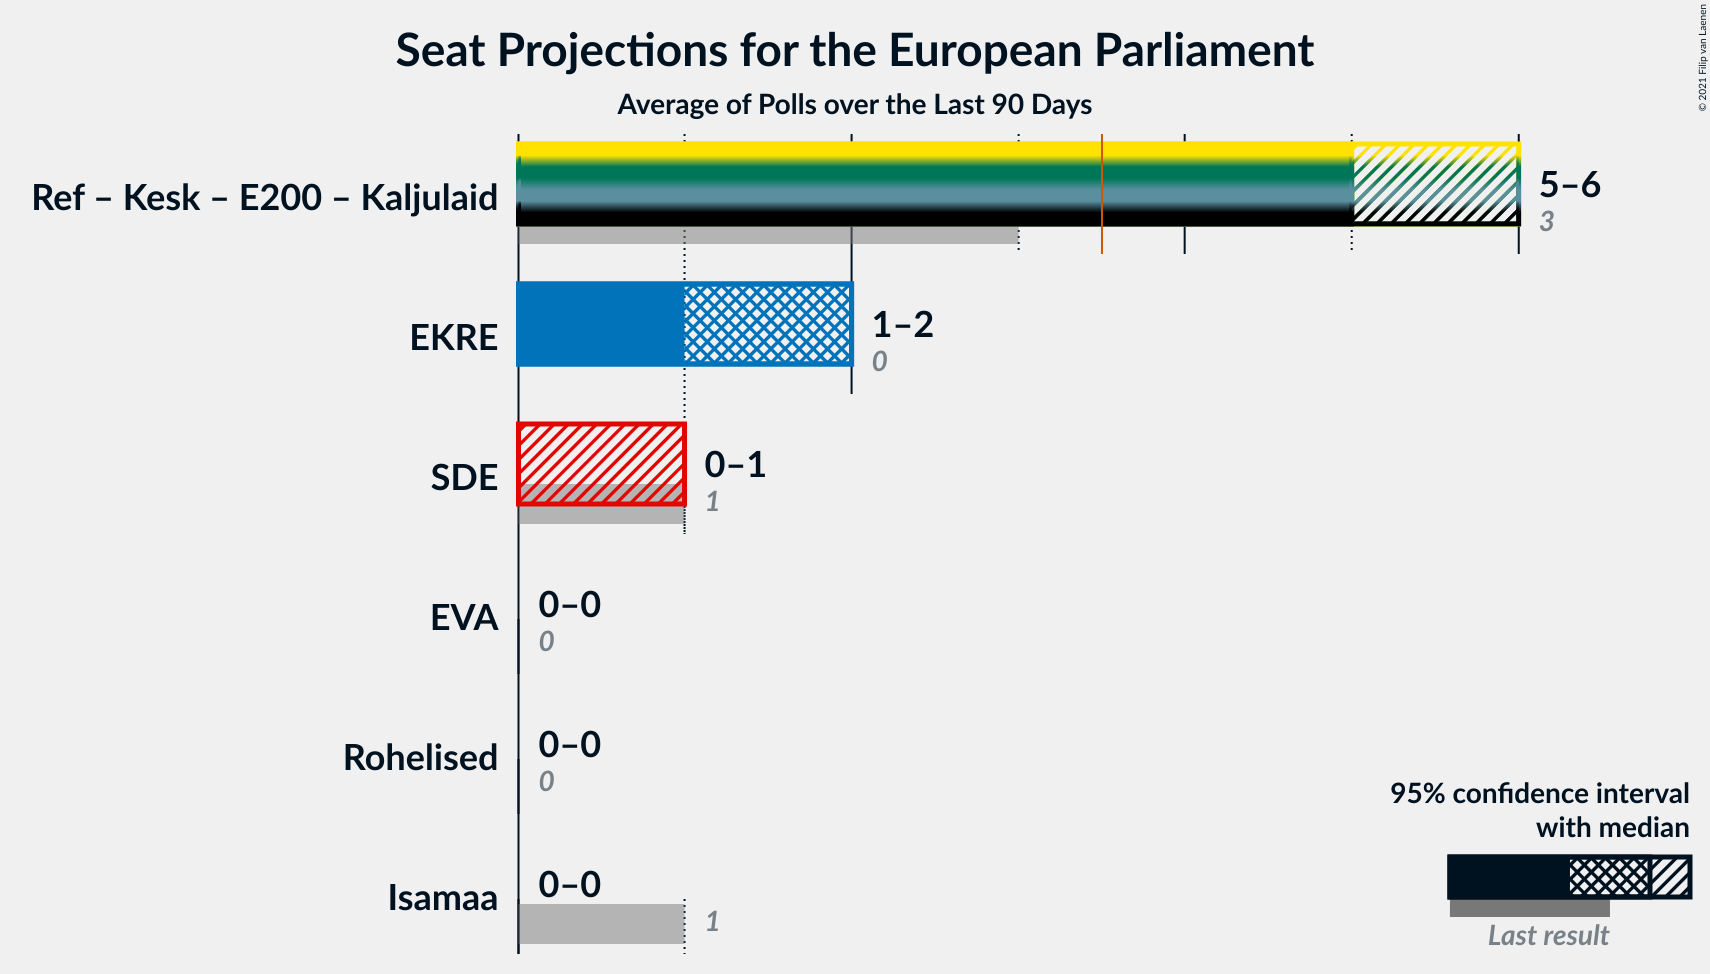 Seat Projections for the European Parliament
Average of Polls over the Last 90 Days
© 2021 Filip van Laenen
Ref – Kesk – E200 – Kaljulaid
5–6
3
EKRE
1–2
0
SDE
0–1
1
EVA
0–0
0
Rohelised
0–0
0
Isamaa
0–0
1
95% confidence interval
with median
Last result